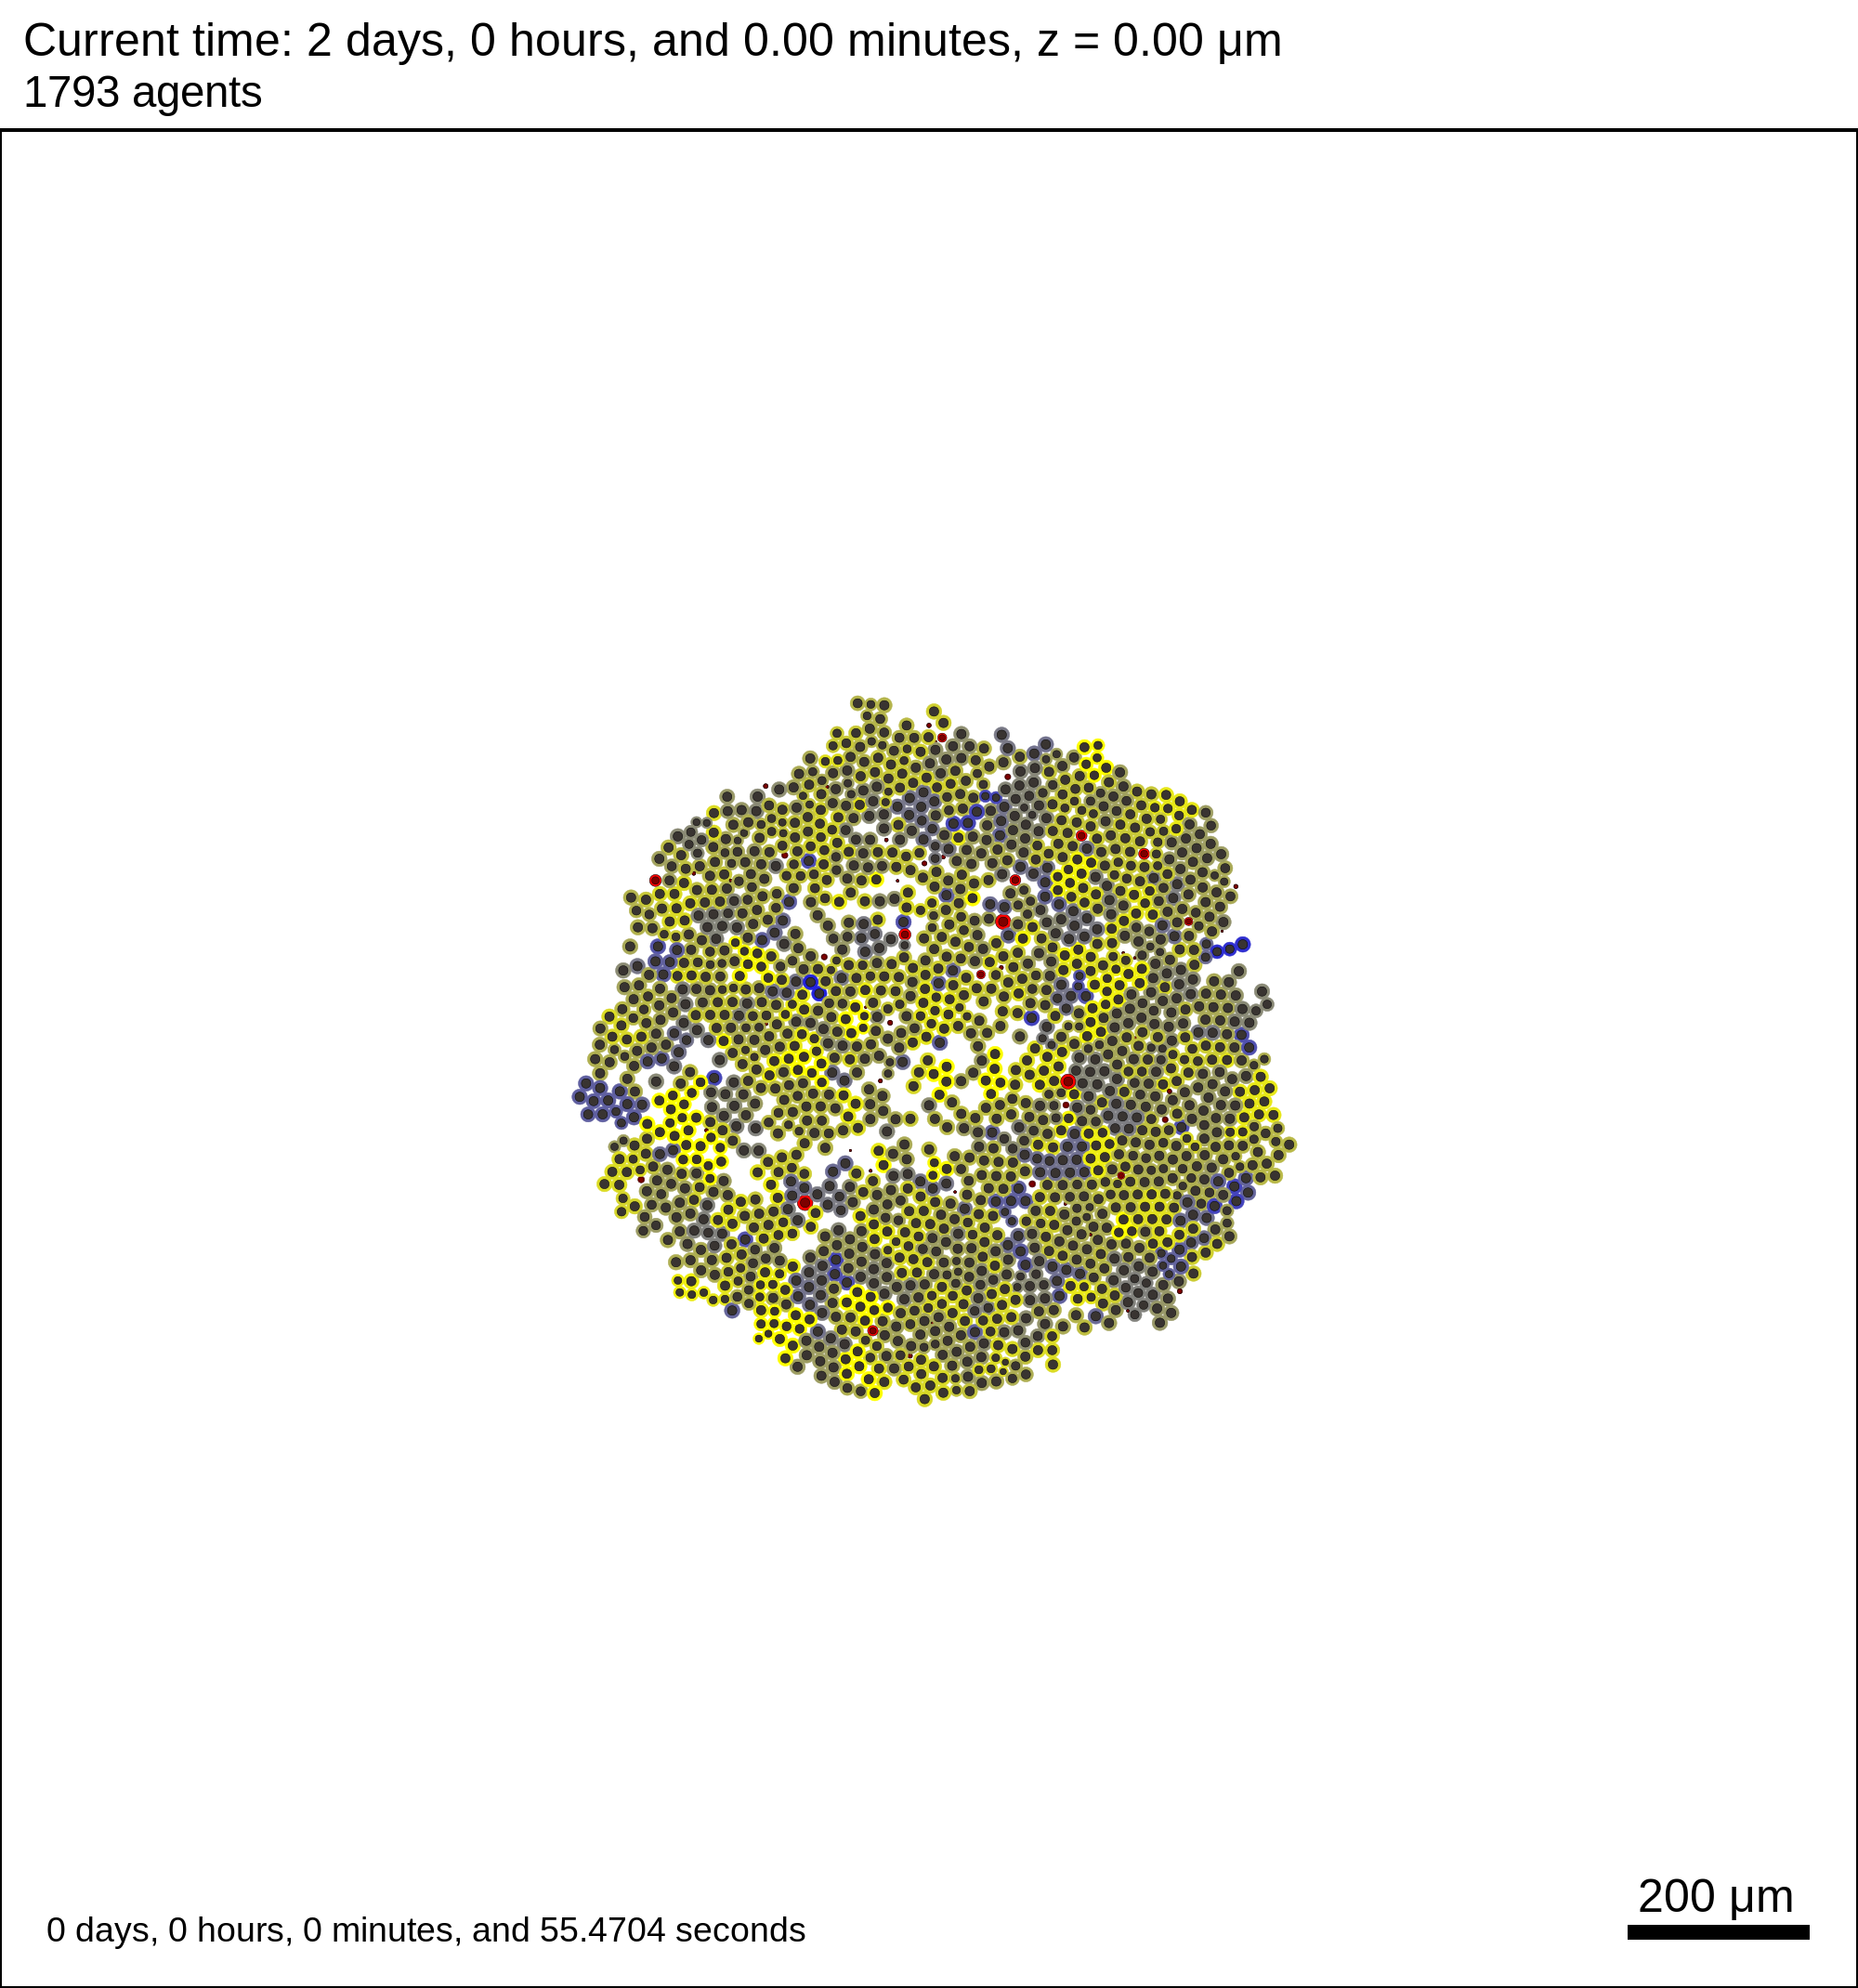 Current time: 2 days, 0 hours, and 0.00 minutes, z = 0.00 μm
1793 agents
200 μm
0 days, 0 hours, 0 minutes, and 55.4704 seconds